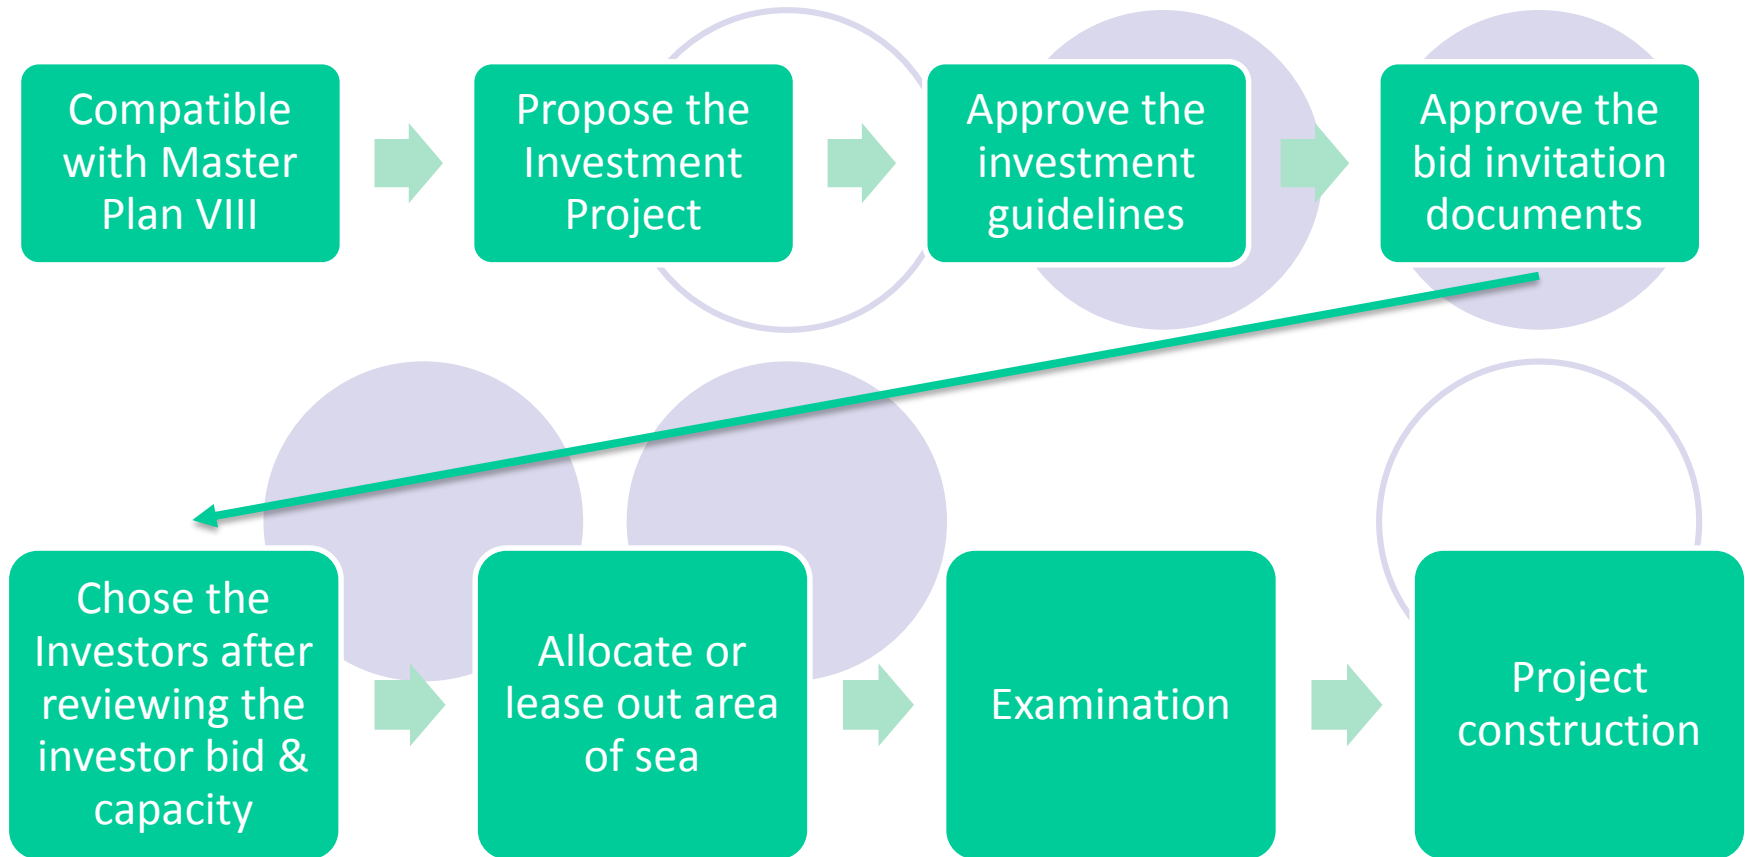 Compatible
with Master
Plan VIII
Propose the
Investment
Project
Approve the
investment
guidelines
Approve the
bid invitation
documents
Chose the
Investors after
reviewing the
investor bid &
capacity
Allocate or
lease out area
of sea
Examination
Project
construction